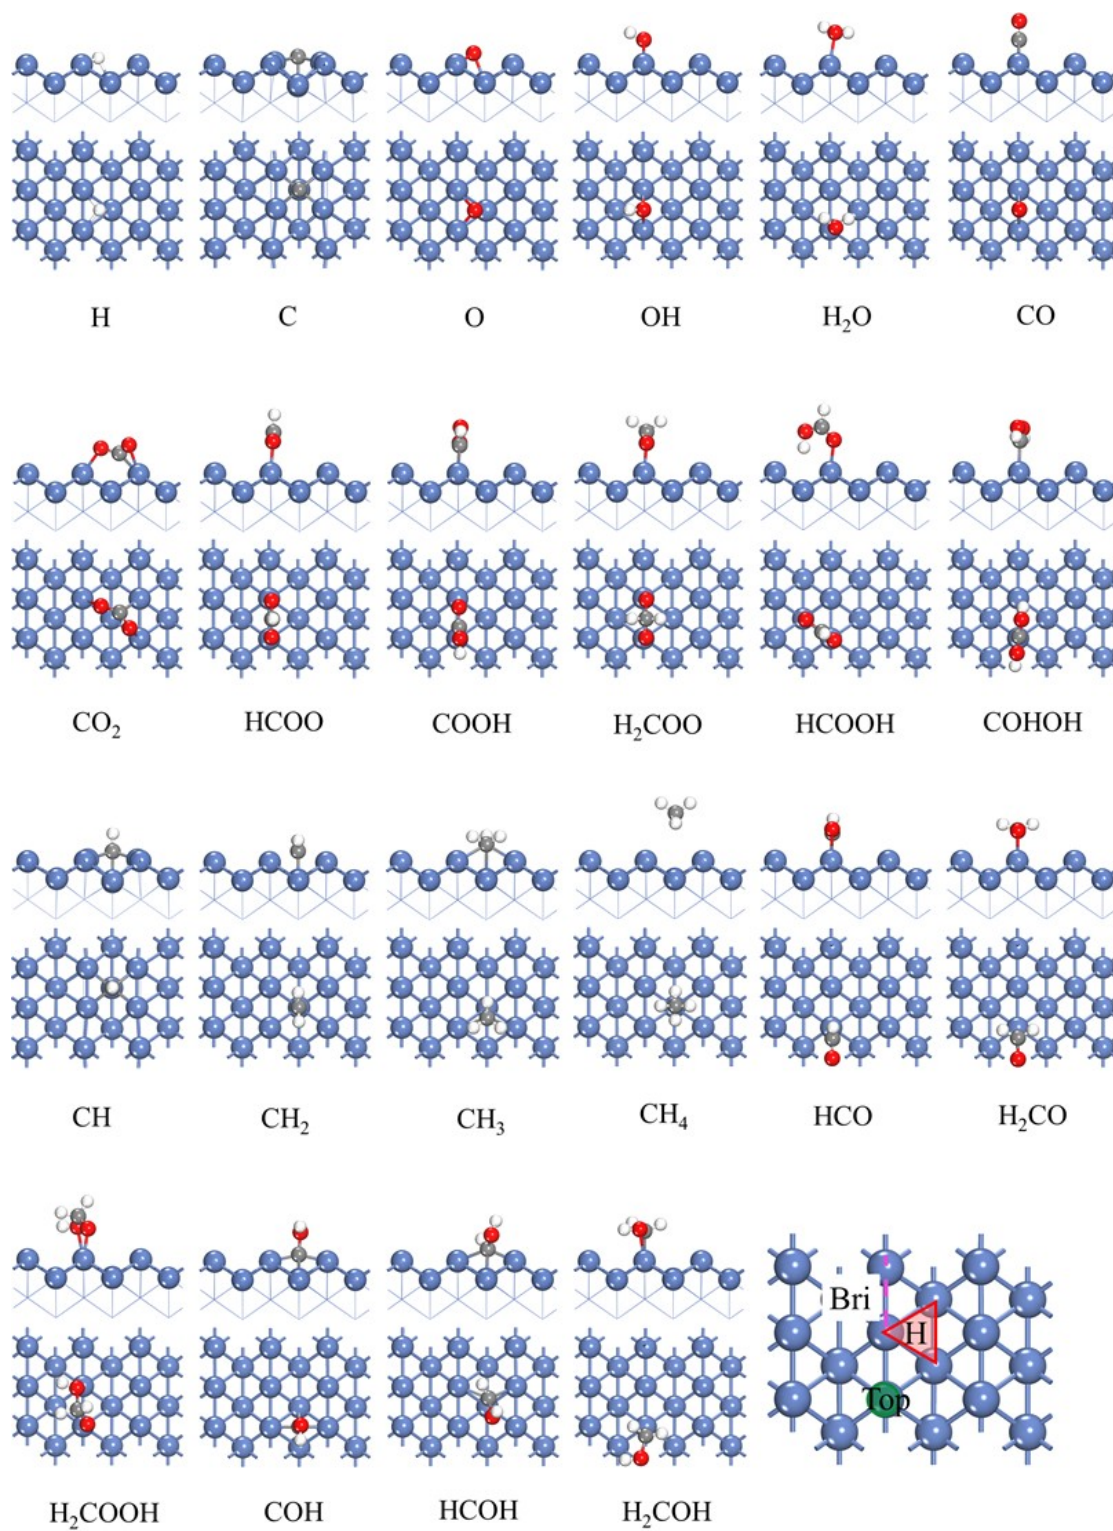 H C O OH H₂O CO
CO₂ HCOO COOH H₂COO HCOOH COHOH
CH CH₂ CH₃ CH₄ HCO H₂CO
Bri
H
Top
H₂COOH COH HCOH H₂COH